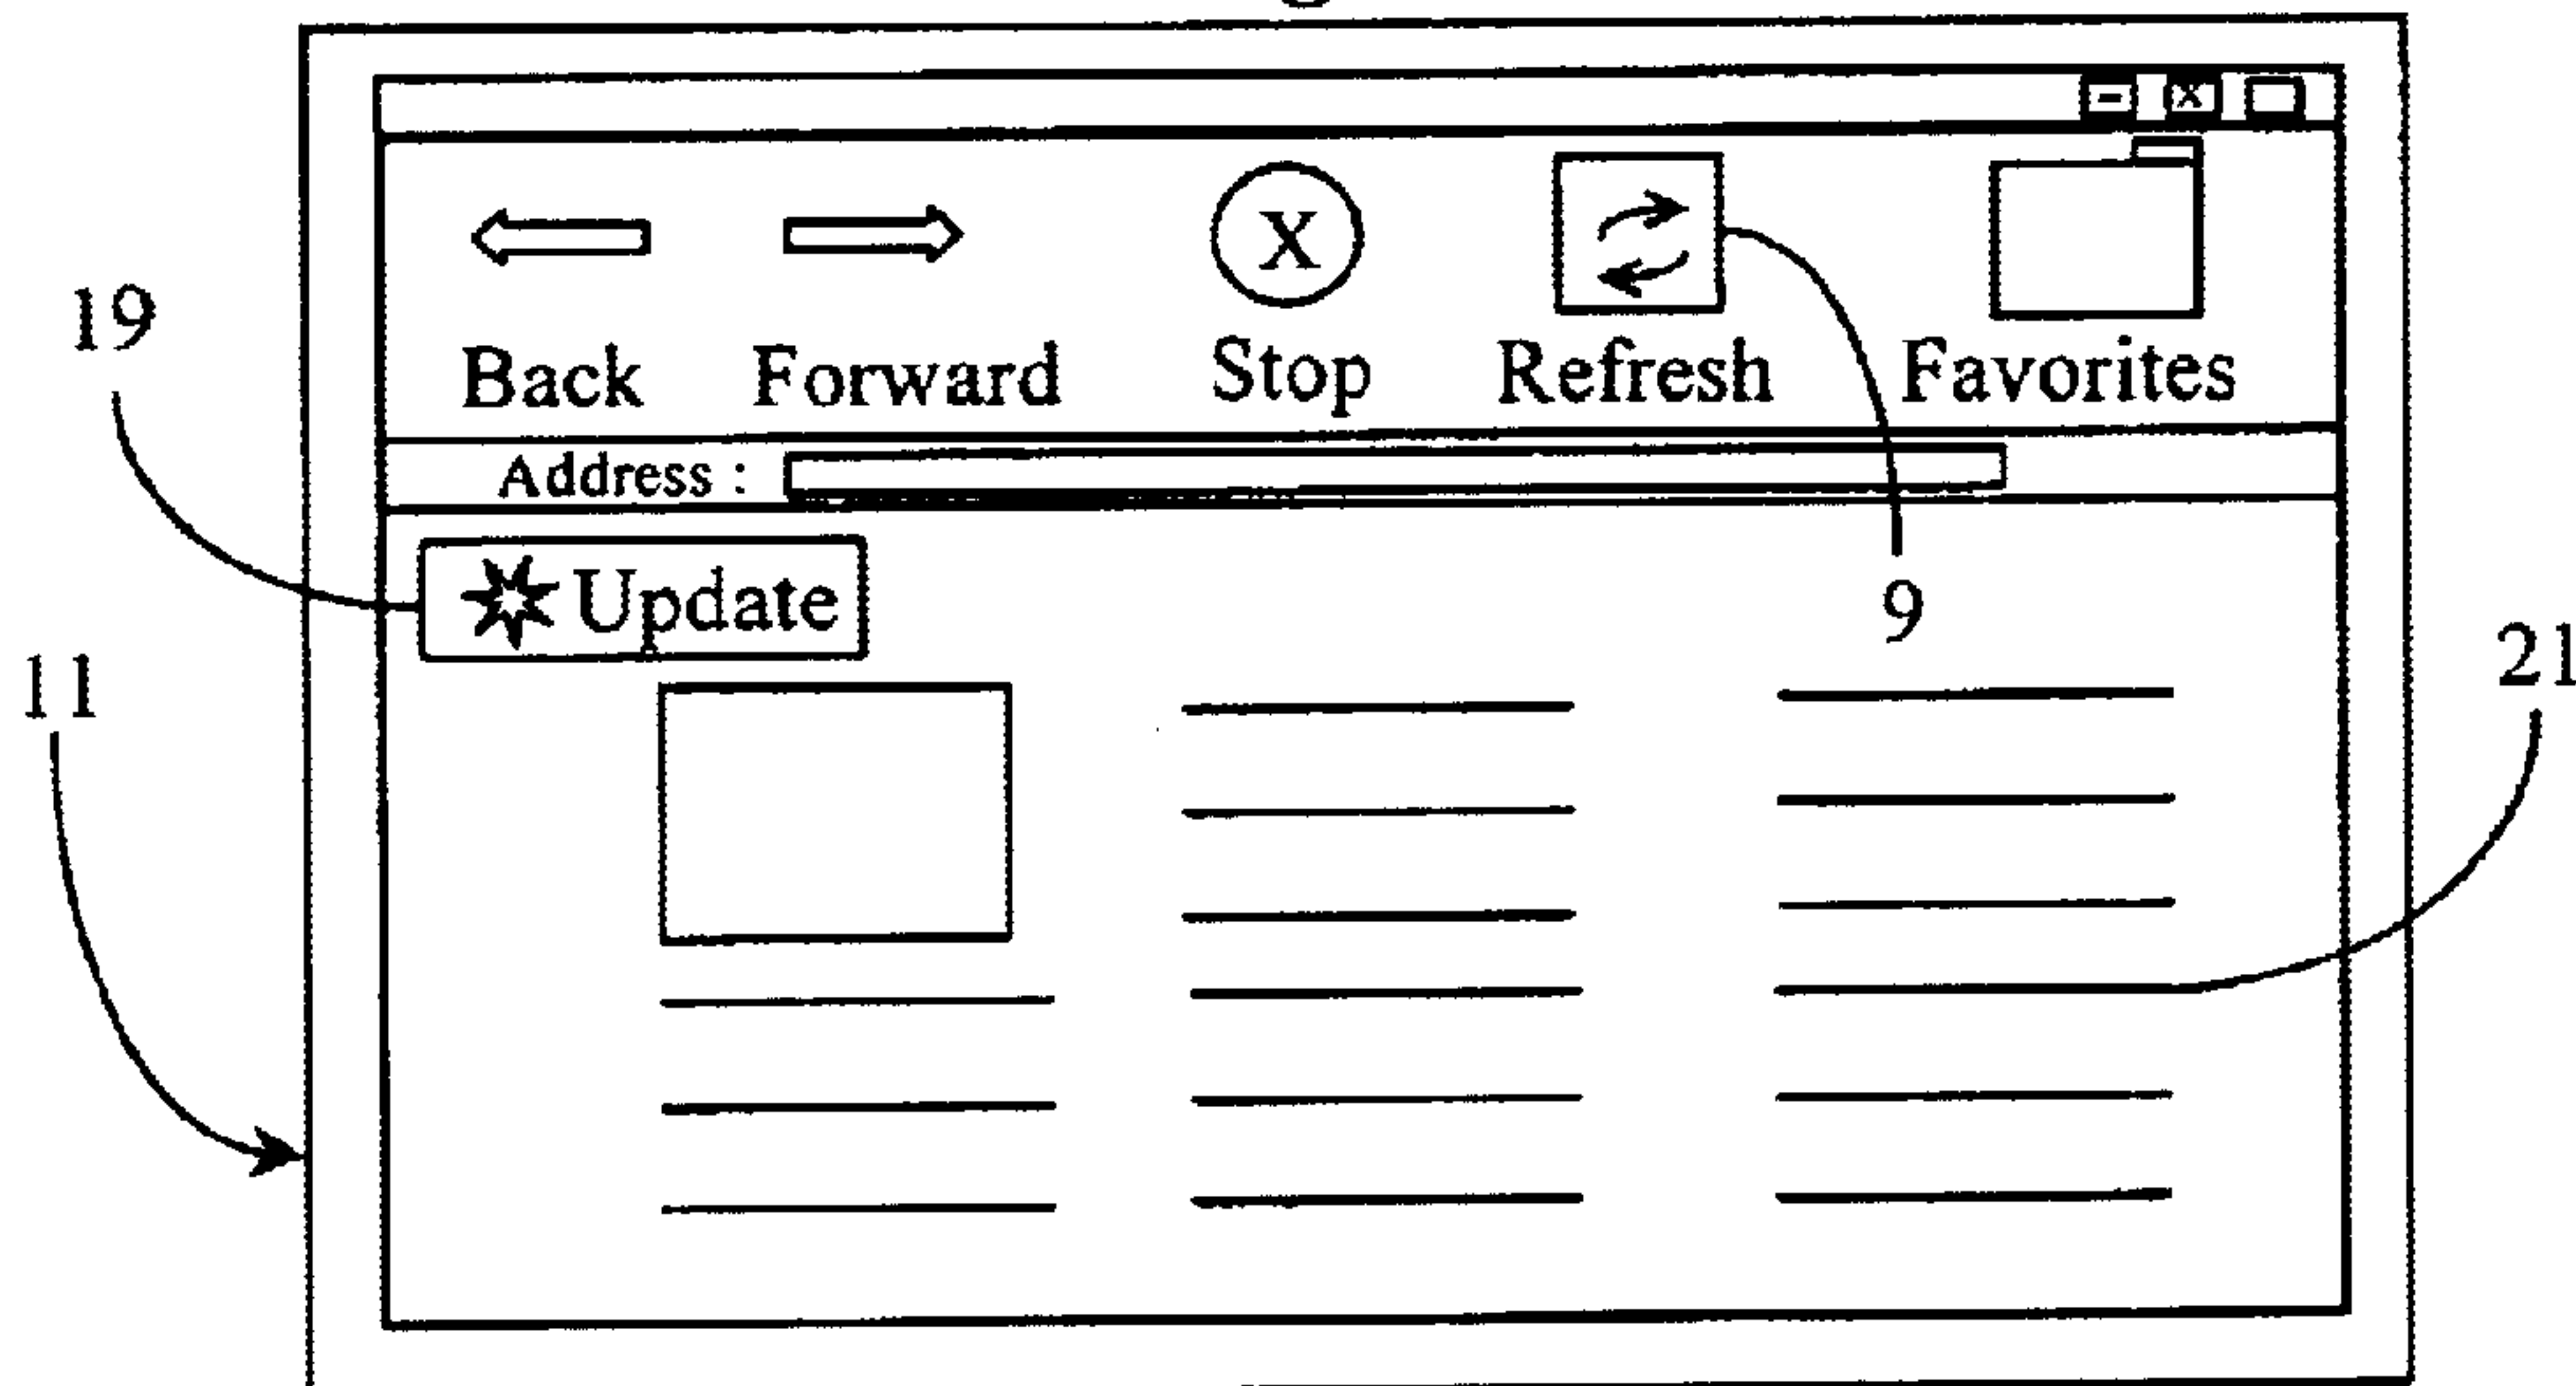 - X
X
Back Forward Stop Refresh Favorites
19
Address :
Update
9
11
21